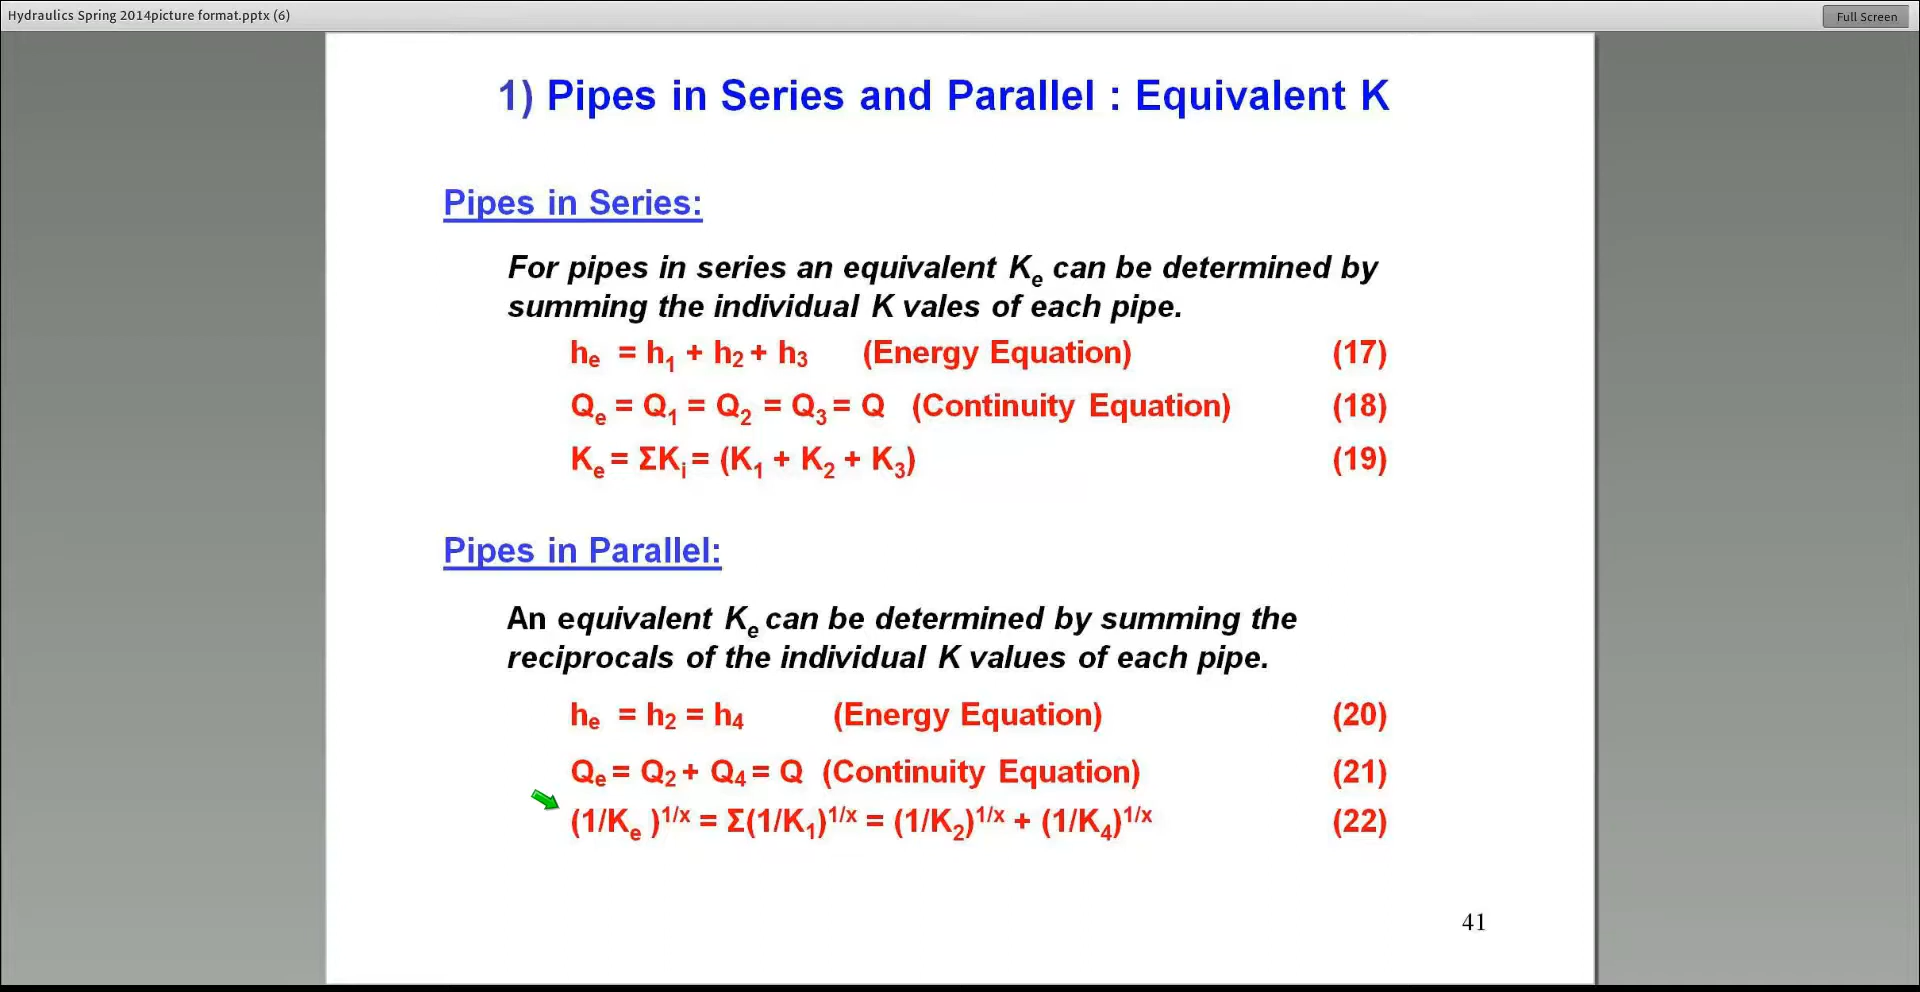 Hydraulics Spring 2014picture format.pptx (6)
Full Screen
1) Pipes in Series and Parallel : Equivalent K
Pipes in Series:
For pipes in series an equivalent Ke can be determined by
summing the individual K vales of each pipe.
he = h1 + h2 + h3 (Energy Equation) (17)
Qe = Q1 = Q2 = Q3 = Q (Continuity Equation) (18)
Ke = ΣKi = (K1 + K2 + K3) (19)
Pipes in Parallel:
An equivalent Ke can be determined by summing the
reciprocals of the individual K values of each pipe.
he = h2 = h4 (Energy Equation) (20)
Qe = Q2 + Q4 = Q (Continuity Equation) (21)
(1/Ke )^1/x = Σ(1/K1)^1/x = (1/K2)^1/x + (1/K4)^1/x (22)
41